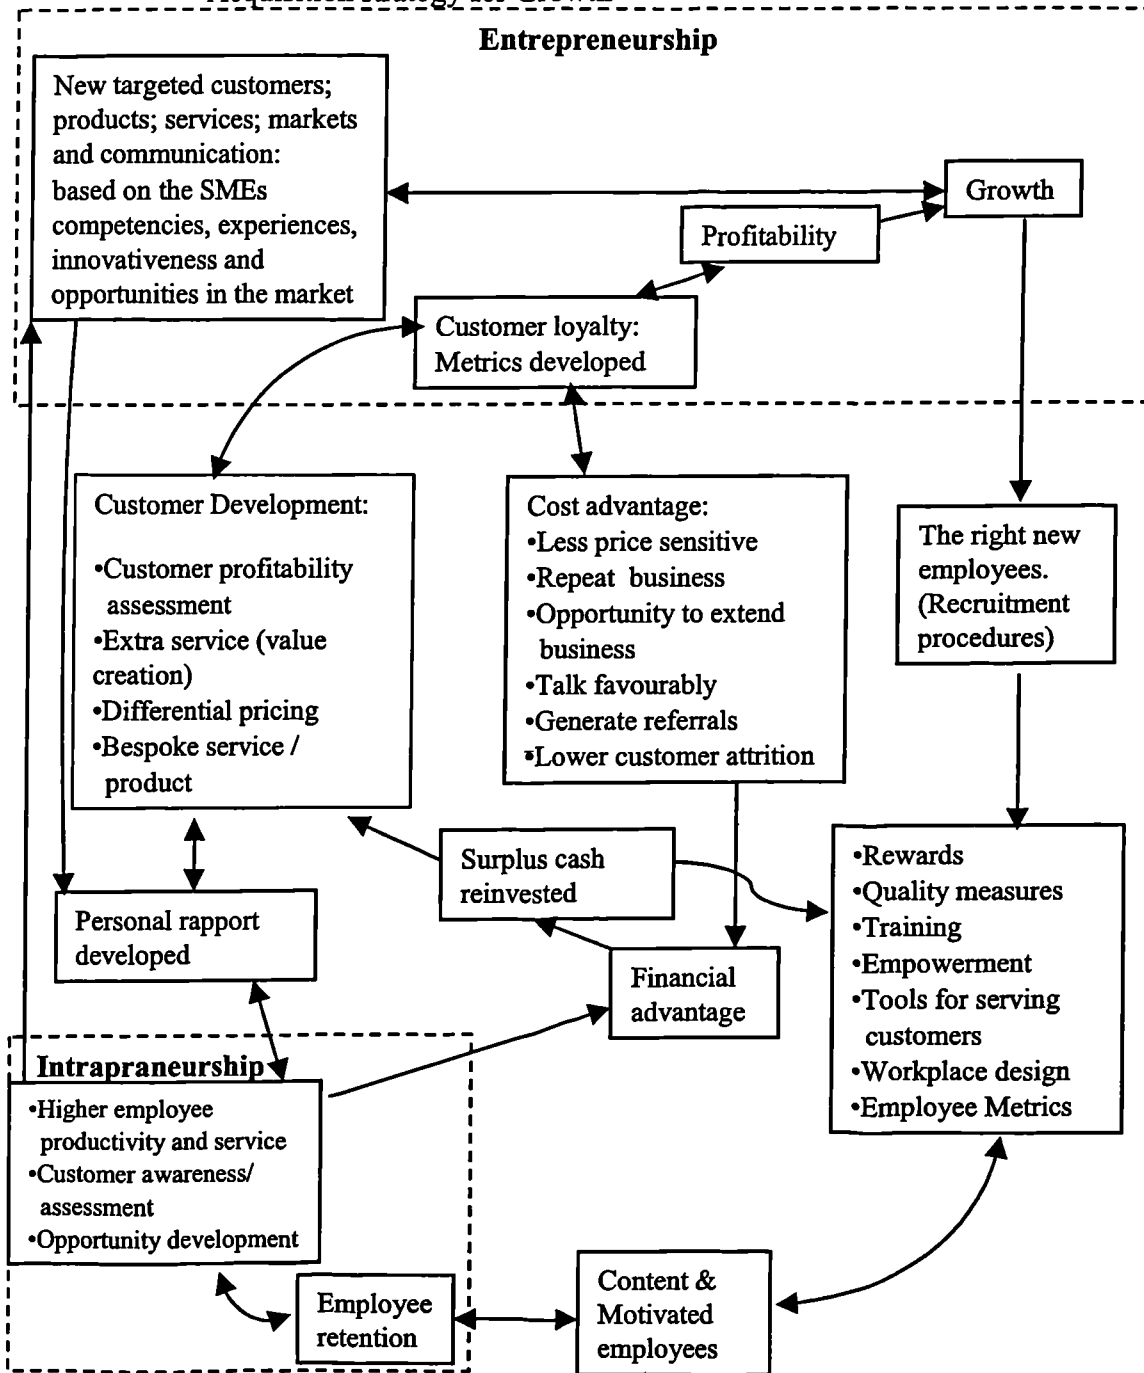 Acquisition strategy for Growth
Entrepreneurship
New targeted customers;
products; services; markets
and communication:
based on the SMEs
competencies, experiences,
innovativeness and
opportunities in the market
Growth
Profitability
Customer loyalty:
Metrics developed
Customer Development:
•Customer profitability
assessment
•Extra service (value
creation)
•Differential pricing
•Bespoke service /
product
Cost advantage:
•Less price sensitive
•Repeat business
•Opportunity to extend
business
•Talk favourably
•Generate referrals
•Lower customer attrition
The right new
employees.
(Recruitment
procedures)
Surplus cash
reinvested
•Rewards
•Quality measures
•Training
•Empowerment
•Tools for serving
customers
•Workplace design
•Employee Metrics
Personal rapport
developed
Financial
advantage
Intrapraneurship
•Higher employee
productivity and service
•Customer awareness/
assessment
•Opportunity development
Employee
retention
Content &
Motivated
employees